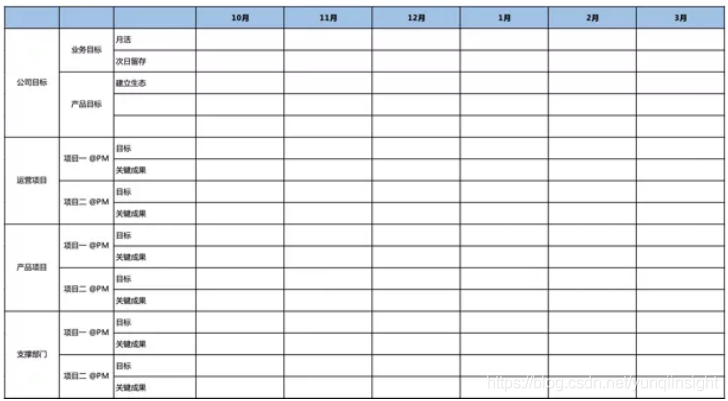 10月 11月 12月 1月 2月 3月
公司目标 业务目标 月活
次日留存
产品目标 建立生态
运营项目 项目一 @PM 目标
关键成果
项目二 @PM 目标
关键成果
产品项目 项目一 @PM 目标
关键成果
项目二 @PM 目标
关键成果
支撑部门 项目一 @PM 目标
关键成果
项目二 @PM 目标
关键成果
https://blog.csdn.net/yunqiinsight